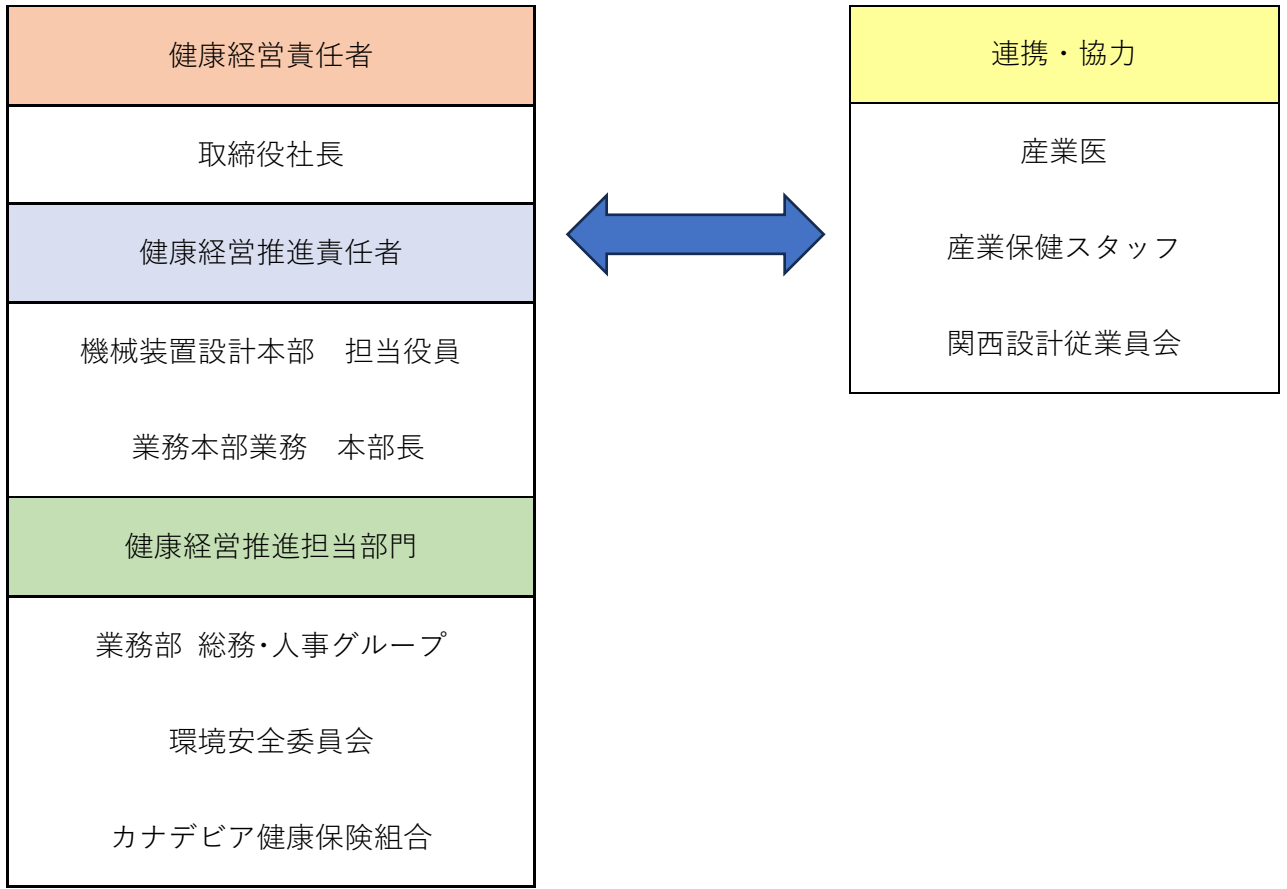 健康経営責任者
取締役社長
健康経営推進責任者
機械装置設計本部　担当役員
業務本部業務　本部長
健康経営推進担当部門
業務部 総務･人事グループ
環境安全委員会
カナデビア健康保険組合
連携・協力
産業医
産業保健スタッフ
関西設計従業員会